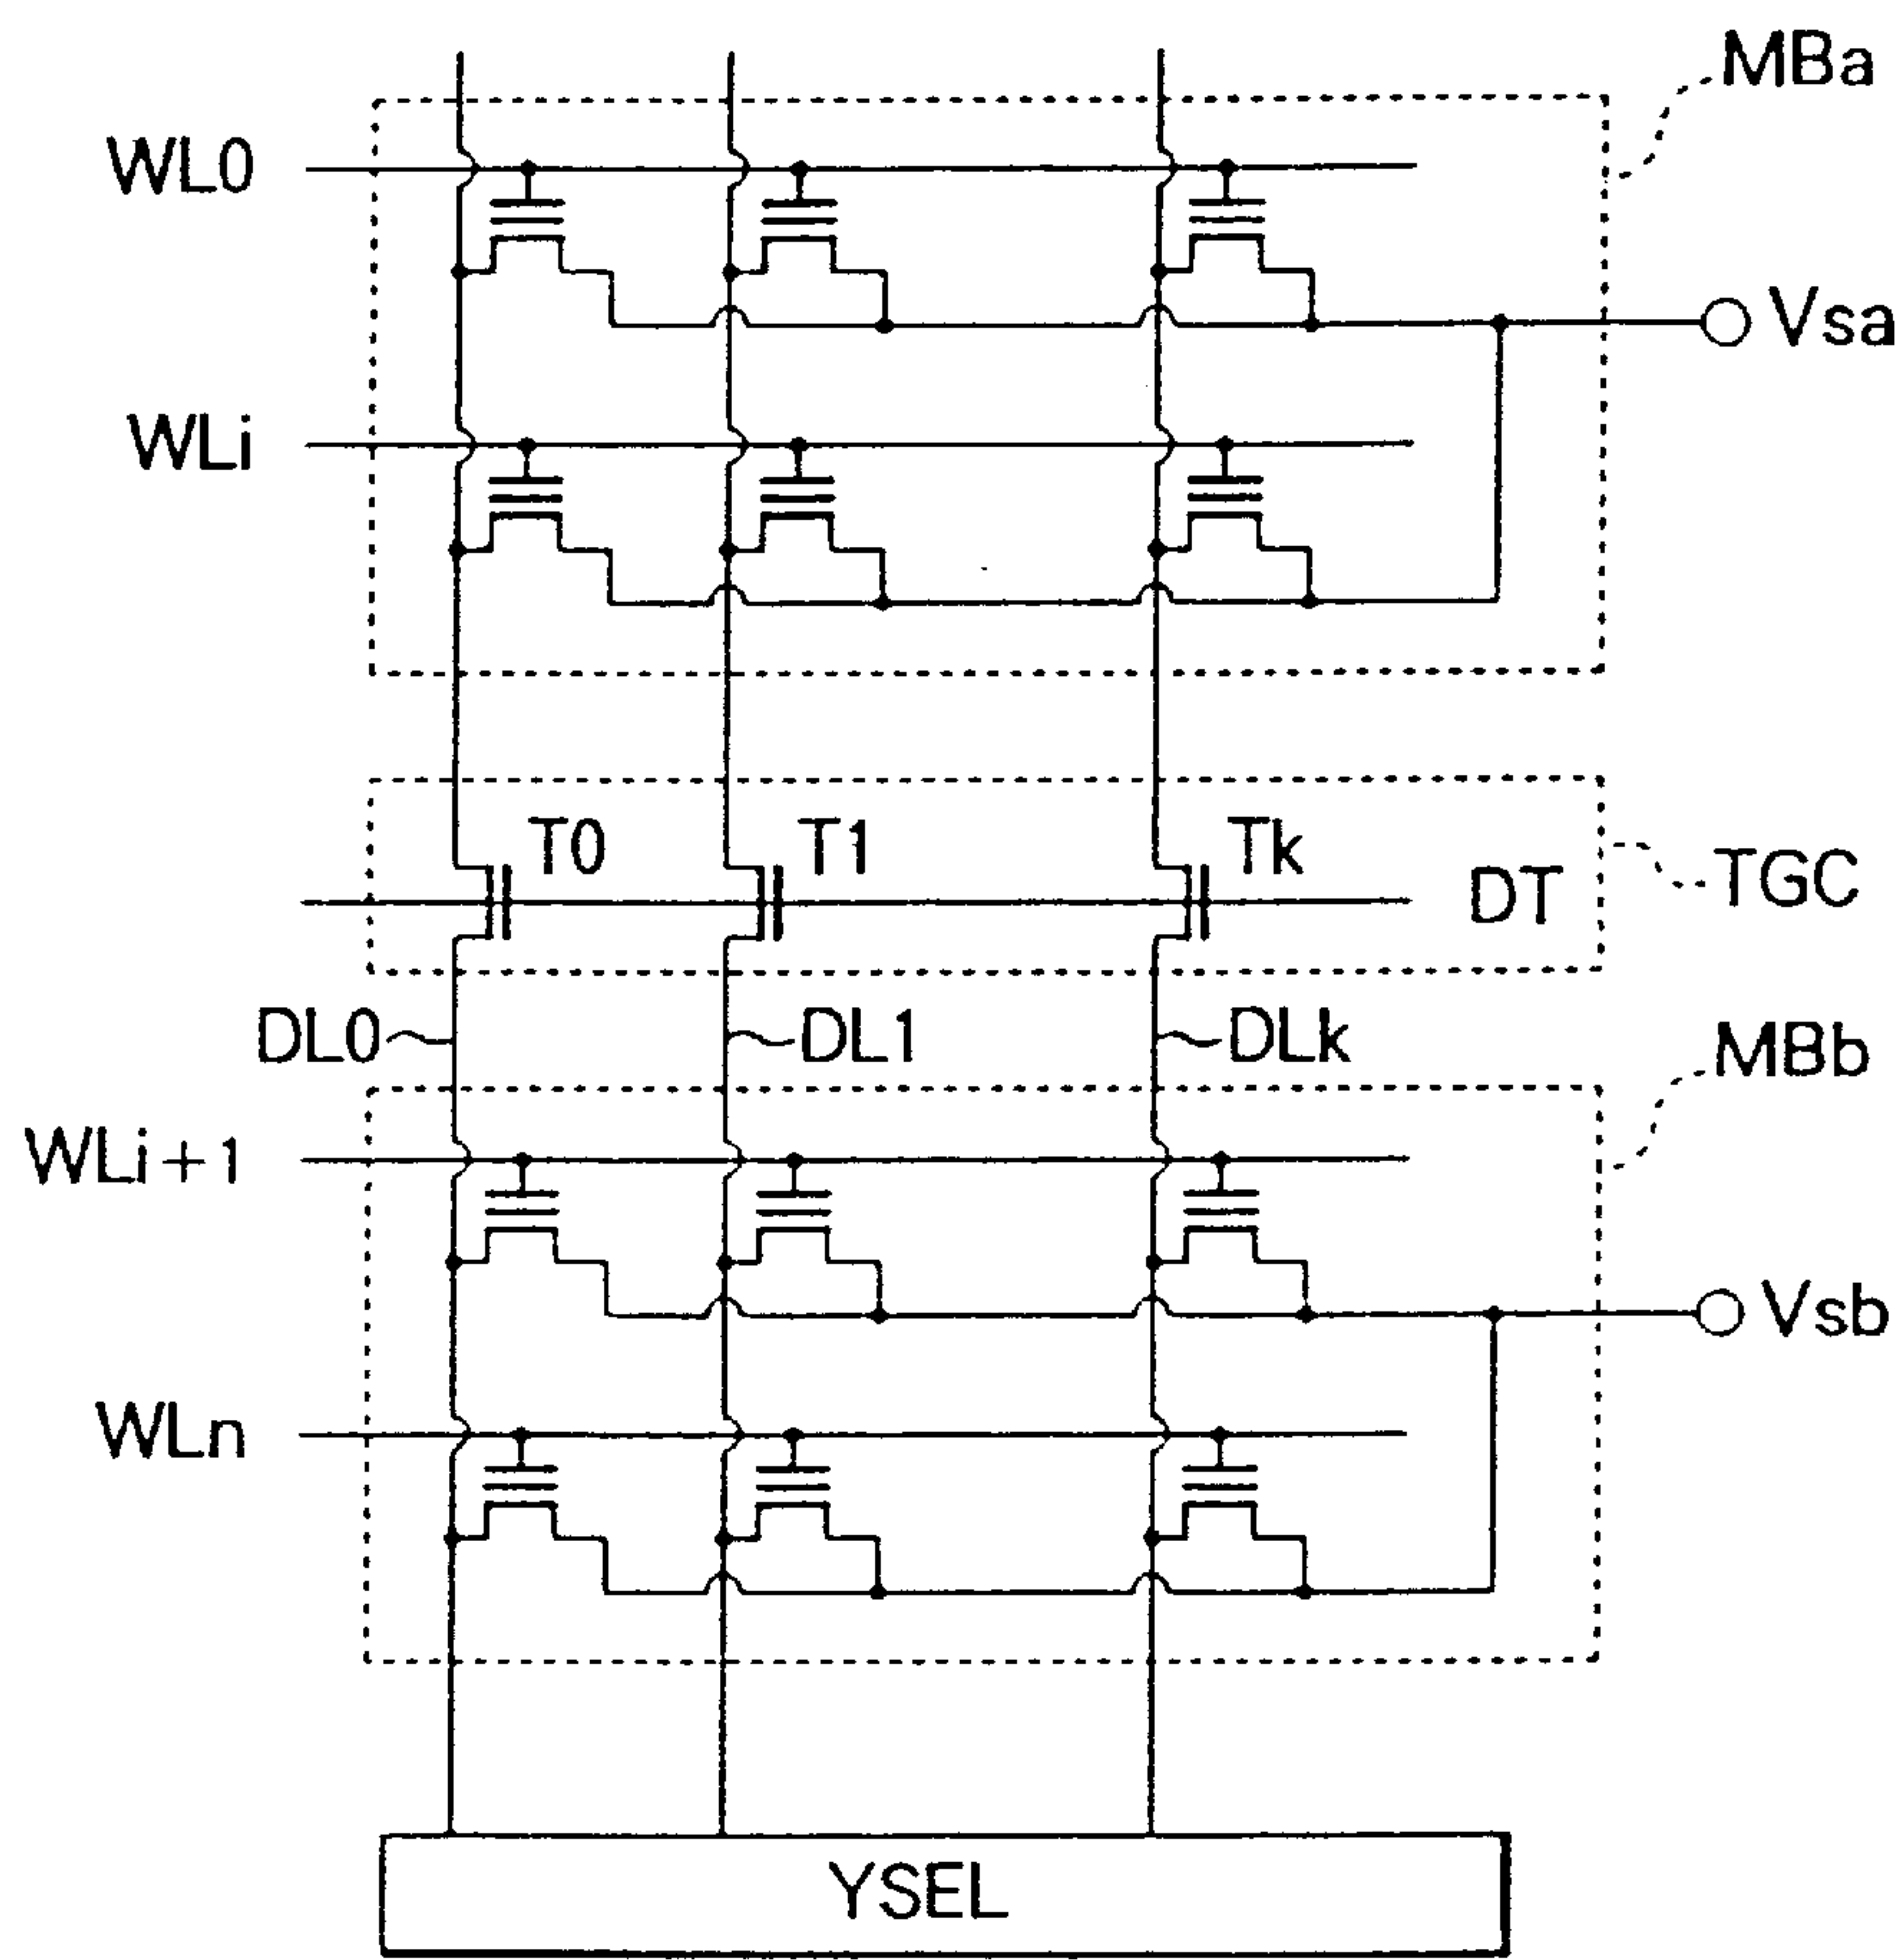 MBa
WL0
Vsa
WLi
T0 T1 Tk
DT
TGC
DL0 DL1 DLk
MBb
WLi+1
Vsb
WLn
YSEL